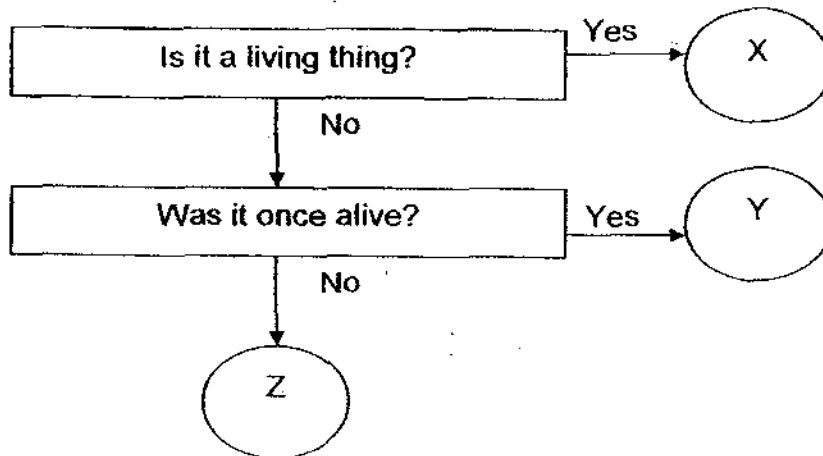 Is it a living thing?
Yes
X
No
Was it once alive?
Yes
Y
No
Z